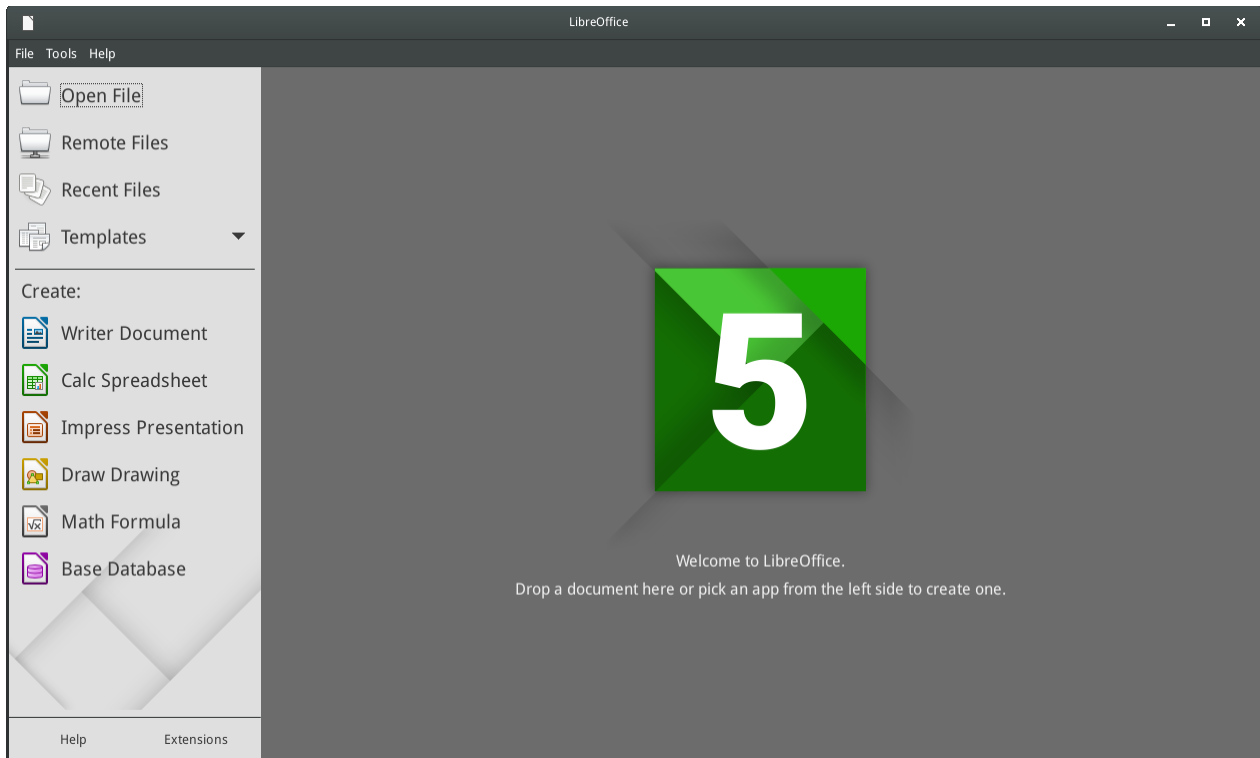 LibreOffice
File Tools Help
Open File
Remote Files
Recent Files
Templates
Create:
Writer Document
Calc Spreadsheet
Impress Presentation
Draw Drawing
Math Formula
Base Database
Help Extensions
5
Welcome to LibreOffice.
Drop a document here or pick an app from the left side to create one.